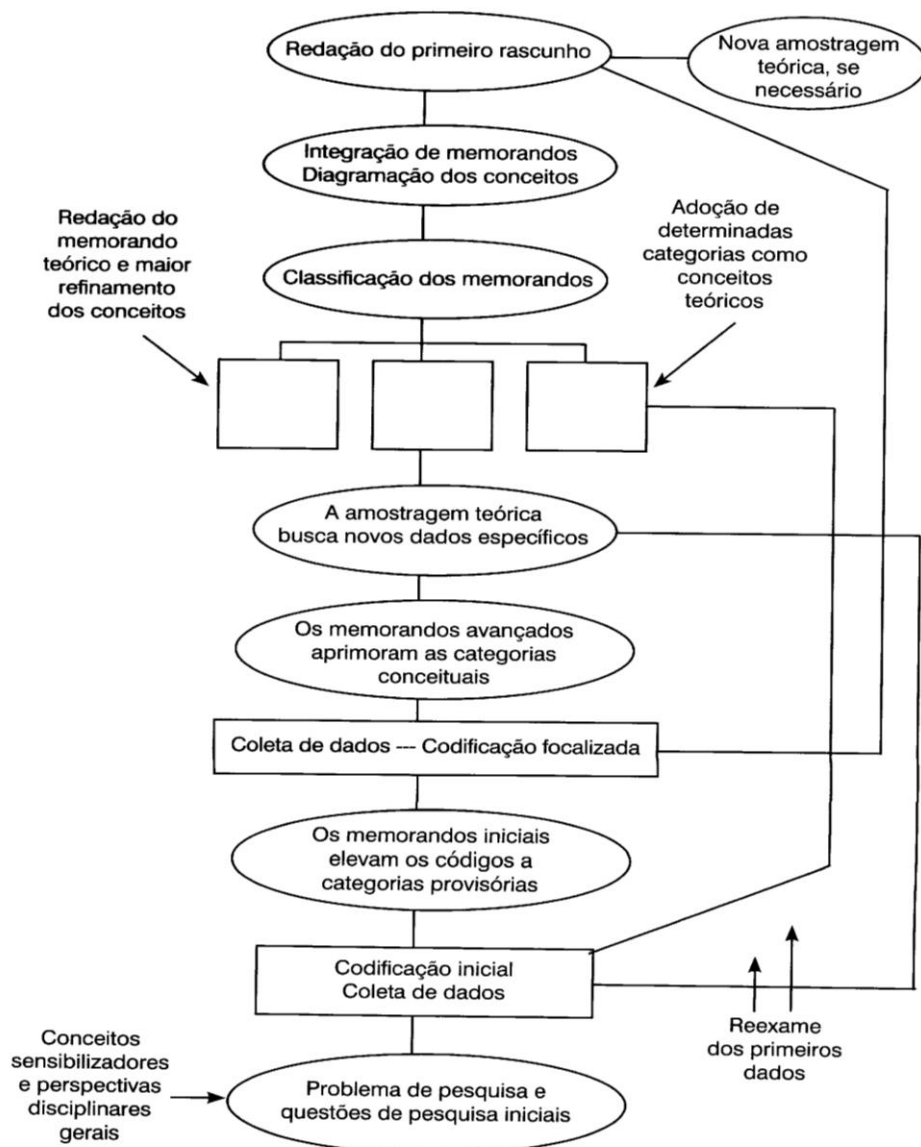 Redação do primeiro rascunho
Nova amostragem
teórica, se
necessário
Integração de memorandos
Diagramação dos conceitos
Redação do
memorando
teórico e maior
refinamento
dos conceitos
Adoção de
determinadas
categorias como
conceitos
teóricos
Classificação dos memorandos
A amostragem teórica
busca novos dados específicos
Os memorandos avançados
aprimoram as categorias
conceituais
Coleta de dados --- Codificação focalizada
Os memorandos iniciais
elevam os códigos a
categorias provisórias
Codificação inicial
Coleta de dados
Reexame
dos primeiros
dados
Conceitos
sensibilizadores
e perspectivas
disciplinares
gerais
Problema de pesquisa e
questões de pesquisa iniciais